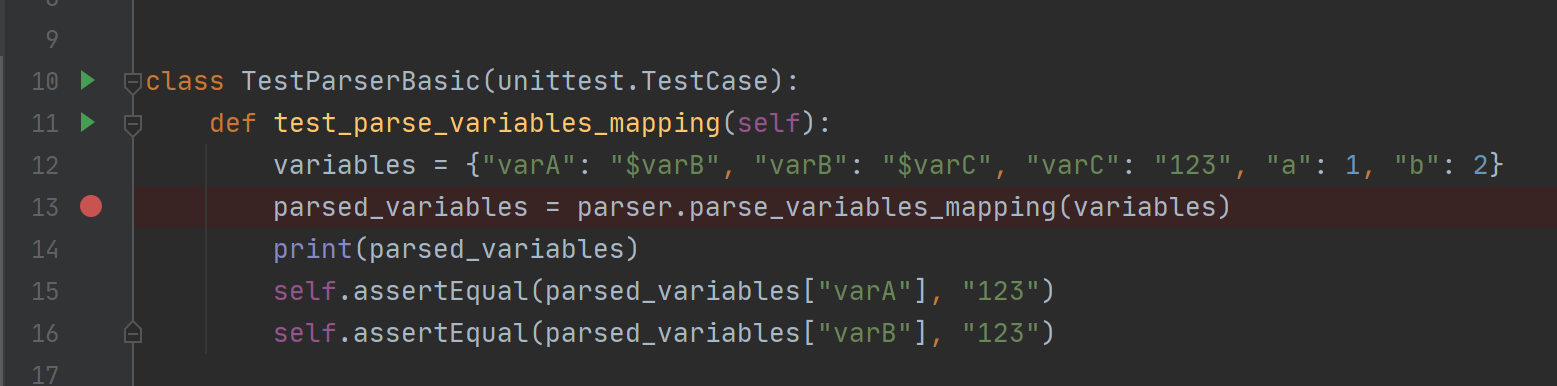 9
10 class TestParserBasic(unittest.TestCase):
11 def test_parse_variables_mapping(self):
12 variables = {"varA": "$varB", "varB": "$varC", "varC": "123", "a": 1, "b": 2}
13 parsed_variables = parser.parse_variables_mapping(variables)
14 print(parsed_variables)
15 self.assertEqual(parsed_variables["varA"], "123")
16 self.assertEqual(parsed_variables["varB"], "123")
17